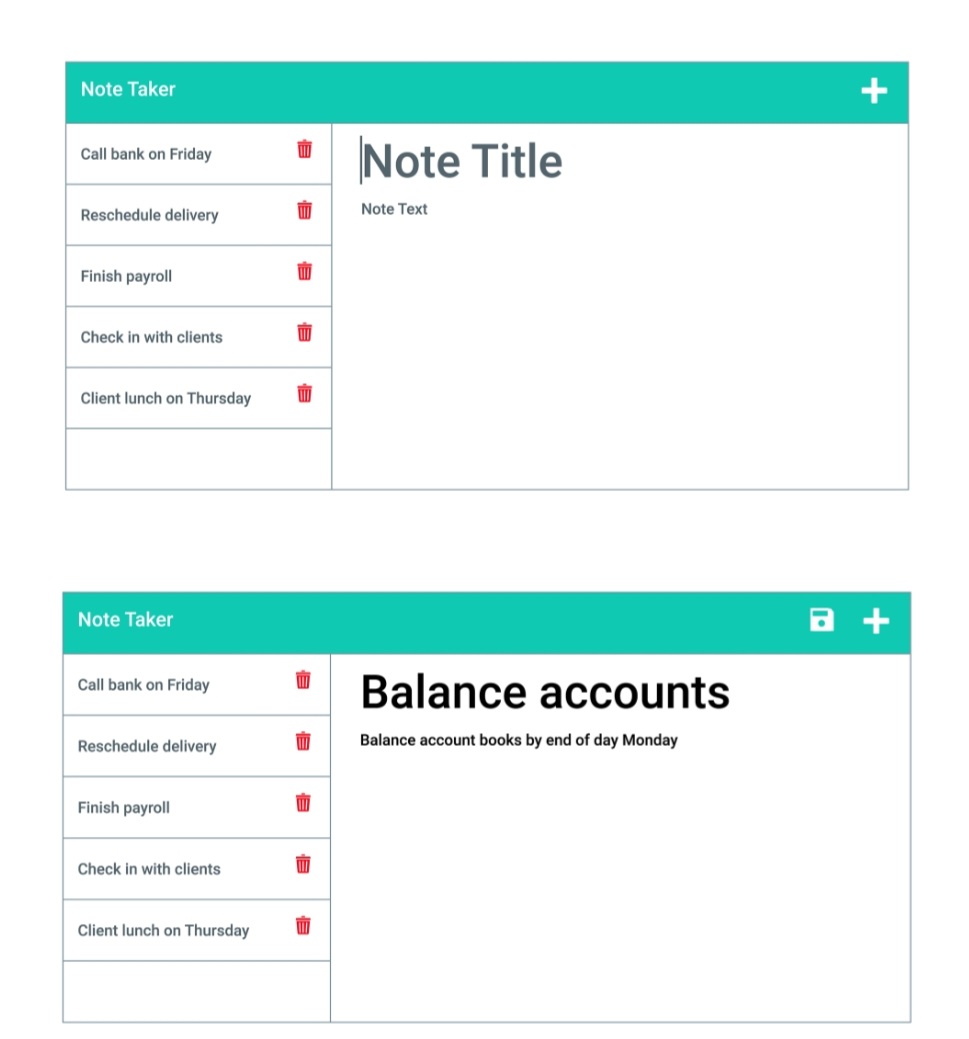 Note Taker
Call bank on Friday
Reschedule delivery
Finish payroll
Check in with clients
Client lunch on Thursday
Note Title
Note Text
Note Taker
Call bank on Friday
Reschedule delivery
Finish payroll
Check in with clients
Client lunch on Thursday
Balance accounts
Balance account books by end of day Monday